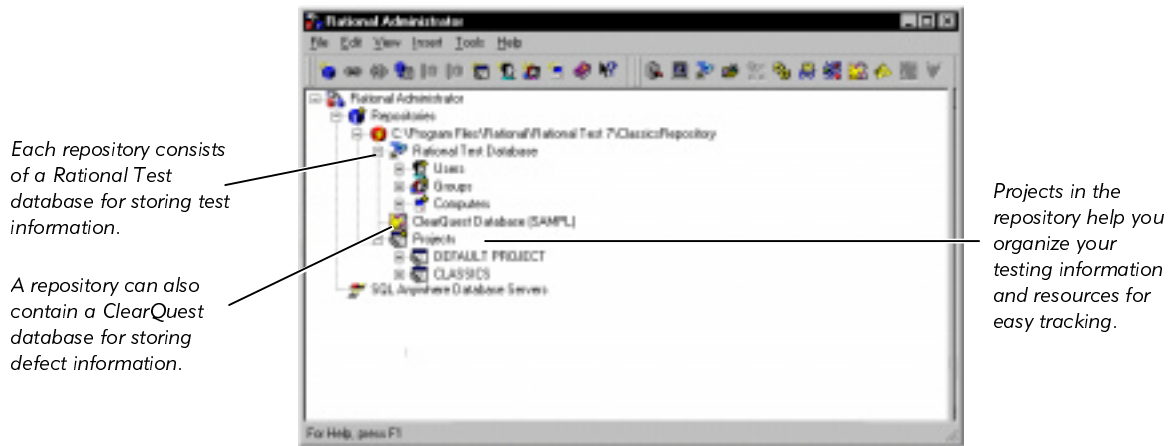 Rational Administrator
File Edit View Insert Tools Help
Rational Administrator
Repositories
C:\Program Files\Rational\Rational Test 7\ClassicsRepository
Rational Test Database
Users
Groups
Computers
ClearQuest Database (SAMPL)
Projects
DEFAULT PROJECT
CLASSICS
SQL Anywhere Database Servers
For Help, press F1
Each repository consists
of a Rational Test
database for storing test
information.
A repository can also
contain a ClearQuest
database for storing
defect information.
Projects in the
repository help you
organize your
testing information
and resources for
easy tracking.